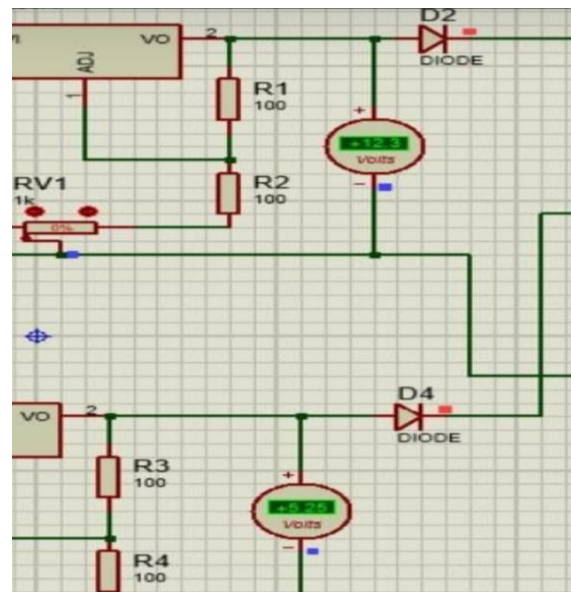 D2
VO
2
DIODE
ADJ
R1
100
1
+12.3
Volts
RV1
1k
R2
100
0%
D4
VO
2
DIODE
R3
100
+5.25
Volts
R4
100